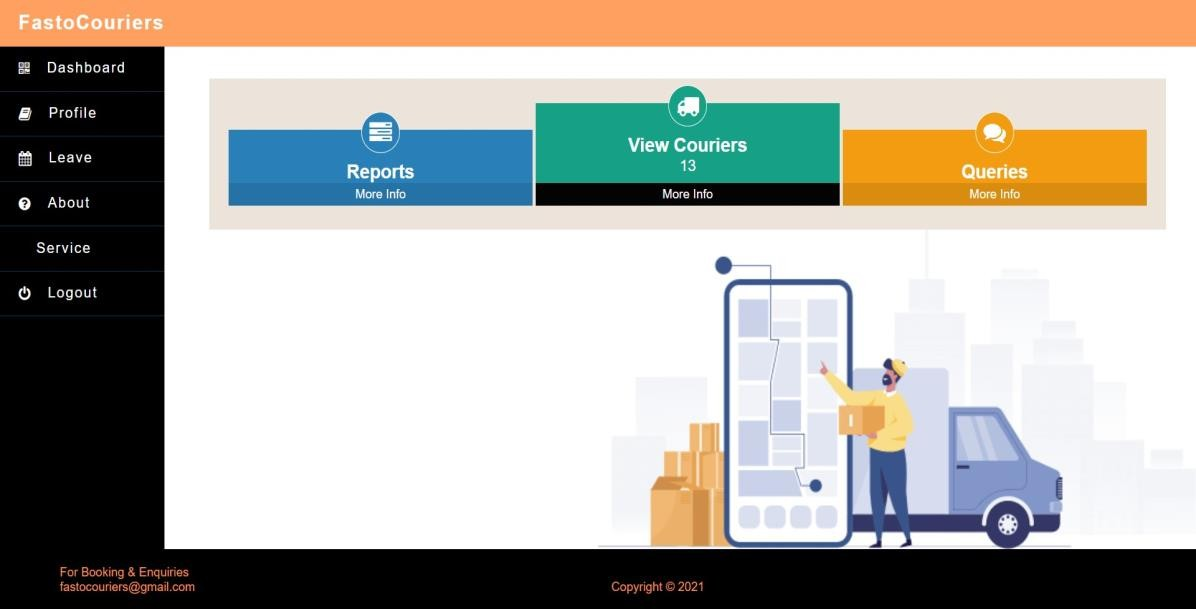 FastoCouriers
Dashboard
Profile
Leave
About
Service
Logout
Reports
More Info
View Couriers
13
More Info
Queries
More Info
For Booking & Enquiries
fastocouriers@gmail.com
Copyright © 2021